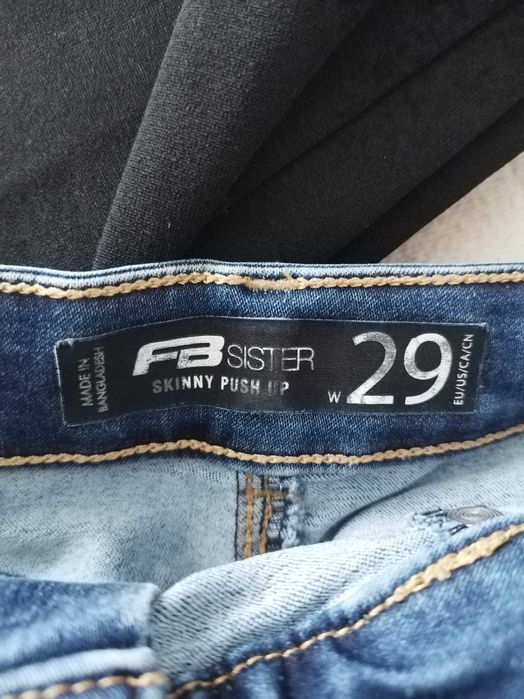 MADE IN
BANGLADESH
FB SISTER
SKINNY PUSH UP
W 29
EU/US/CA/CN